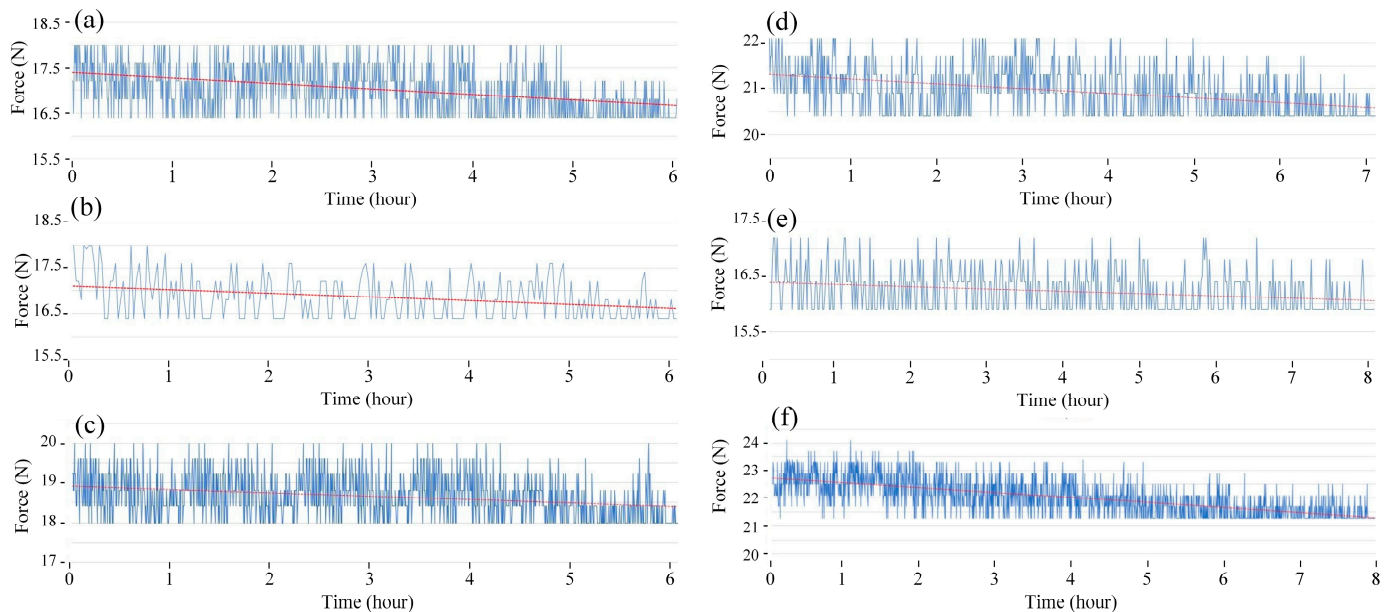 (a)
Force (N)
18.5
17.5
16.5
15.5
0 1 2 3 4 5 6
Time (hour)
(b)
Force (N)
18.5
17.5
16.5
15.5
0 1 2 3 4 5 6
Time (hour)
(c)
Force (N)
20
19
18
17
0 1 2 3 4 5 6
Time (hour)
(d)
Force (N)
22
21
20
0 1 2 3 4 5 6 7
Time (hour)
(e)
Force (N)
17.5
16.5
15.5
0 1 2 3 4 5 6 7 8
Time (hour)
(f)
Force (N)
24
23
22
21
20
0 1 2 3 4 5 6 7 8
Time (hour)